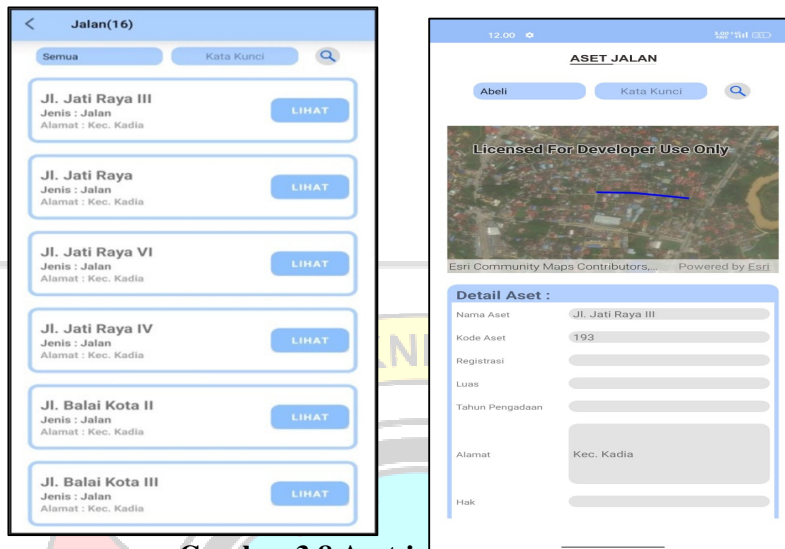 Jalan(16)
Semua
Kata Kunci
Jl. Jati Raya III
Jenis : Jalan
Alamat : Kec. Kadia
LIHAT
Jl. Jati Raya
Jenis : Jalan
Alamat : Kec. Kadia
LIHAT
Jl. Jati Raya VI
Jenis : Jalan
Alamat : Kec. Kadia
LIHAT
Jl. Jati Raya IV
Jenis : Jalan
Alamat : Kec. Kadia
LIHAT
Jl. Balai Kota II
Jenis : Jalan
Alamat : Kec. Kadia
LIHAT
Jl. Balai Kota III
Jenis : Jalan
Alamat : Kec. Kadia
LIHAT
12.00
ASET JALAN
Abeli
Kata Kunci
Licensed For Developer Use Only
Esri Community Maps Contributors,... Powered by Esri
Detail Aset :
Nama Aset Jl. Jati Raya III
Kode Aset 193
Registrasi
Luas
Tahun Pengadaan
Alamat Kec. Kadia
Hak